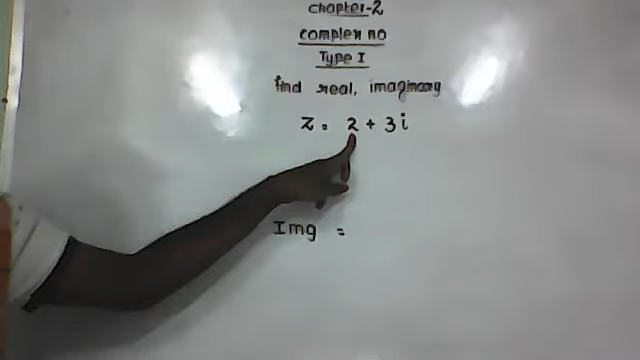 chapter-2
complex no
Type I
find real, imaginary
Z = 2 + 3i
Img =